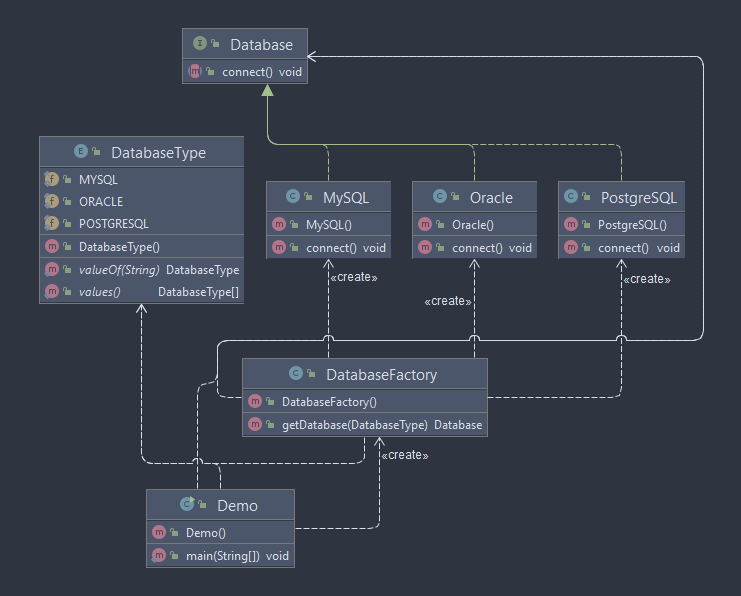 I Database
m connect() void
E DatabaseType
f MYSQL
f ORACLE
f POSTGRESQL
m DatabaseType()
m valueOf(String) DatabaseType
m values() DatabaseType[]
C MySQL
m MySQL()
m connect() void
C Oracle
m Oracle()
m connect() void
C PostgreSQL
m PostgreSQL()
m connect() void
«create»
«create»
«create»
C DatabaseFactory
m DatabaseFactory()
m getDatabase(DatabaseType) Database
«create»
C Demo
m Demo()
m main(String[]) void